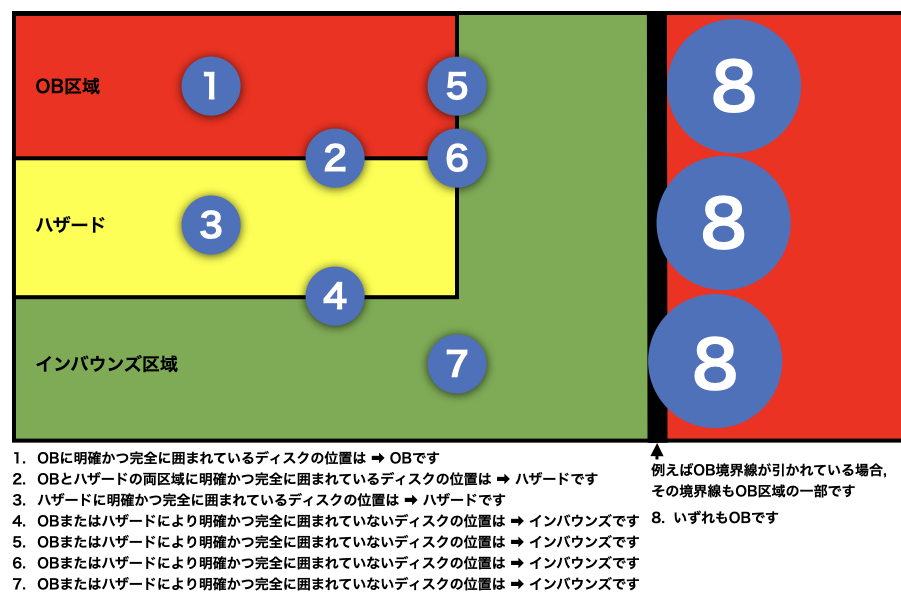 OB区域
1
5
2
6
ハザード
3
4
インバウンズ区域
7
8
8
8
1. OBに明確かつ完全に囲まれているディスクの位置は ➡ OBです
2. OBとハザードの両区域に明確かつ完全に囲まれているディスクの位置は ➡ ハザードです
3. ハザードに明確かつ完全に囲まれているディスクの位置は ➡ ハザードです
4. OBまたはハザードにより明確かつ完全に囲まれていないディスクの位置は ➡ インバウンズです
5. OBまたはハザードにより明確かつ完全に囲まれていないディスクの位置は ➡ インバウンズです
6. OBまたはハザードにより明確かつ完全に囲まれていないディスクの位置は ➡ インバウンズです
7. OBまたはハザードにより明確かつ完全に囲まれていないディスクの位置は ➡ インバウンズです
例えばOB境界線が引かれている場合,
その境界線もOB区域の一部です
8. いずれもOBです